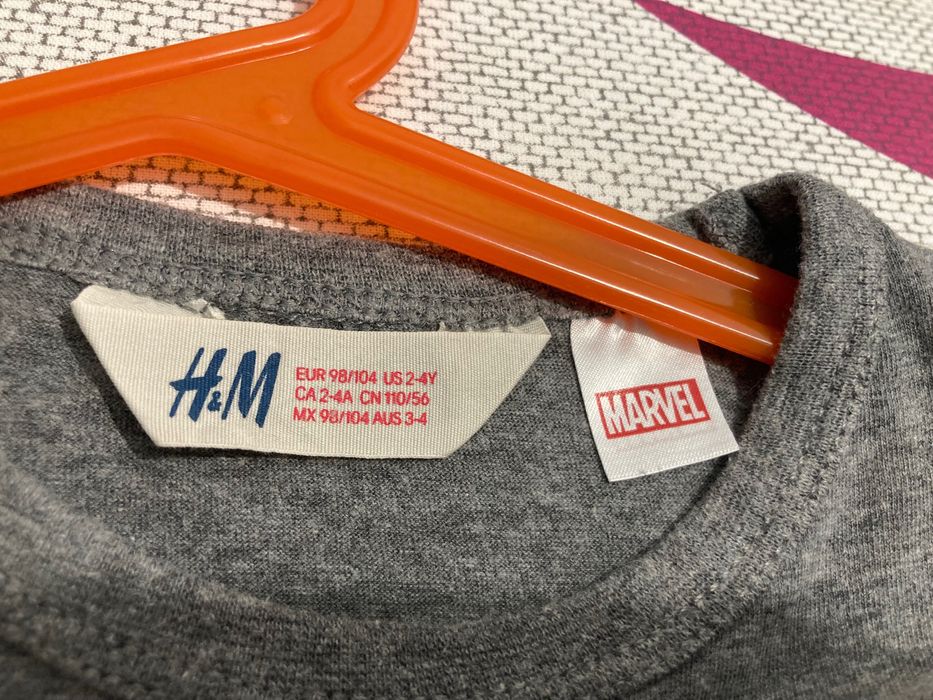 H&M
EUR 98/104 US 2-4Y
CA 2-4A CN 110/56
MX 98/104 AUS 3-4
MARVEL